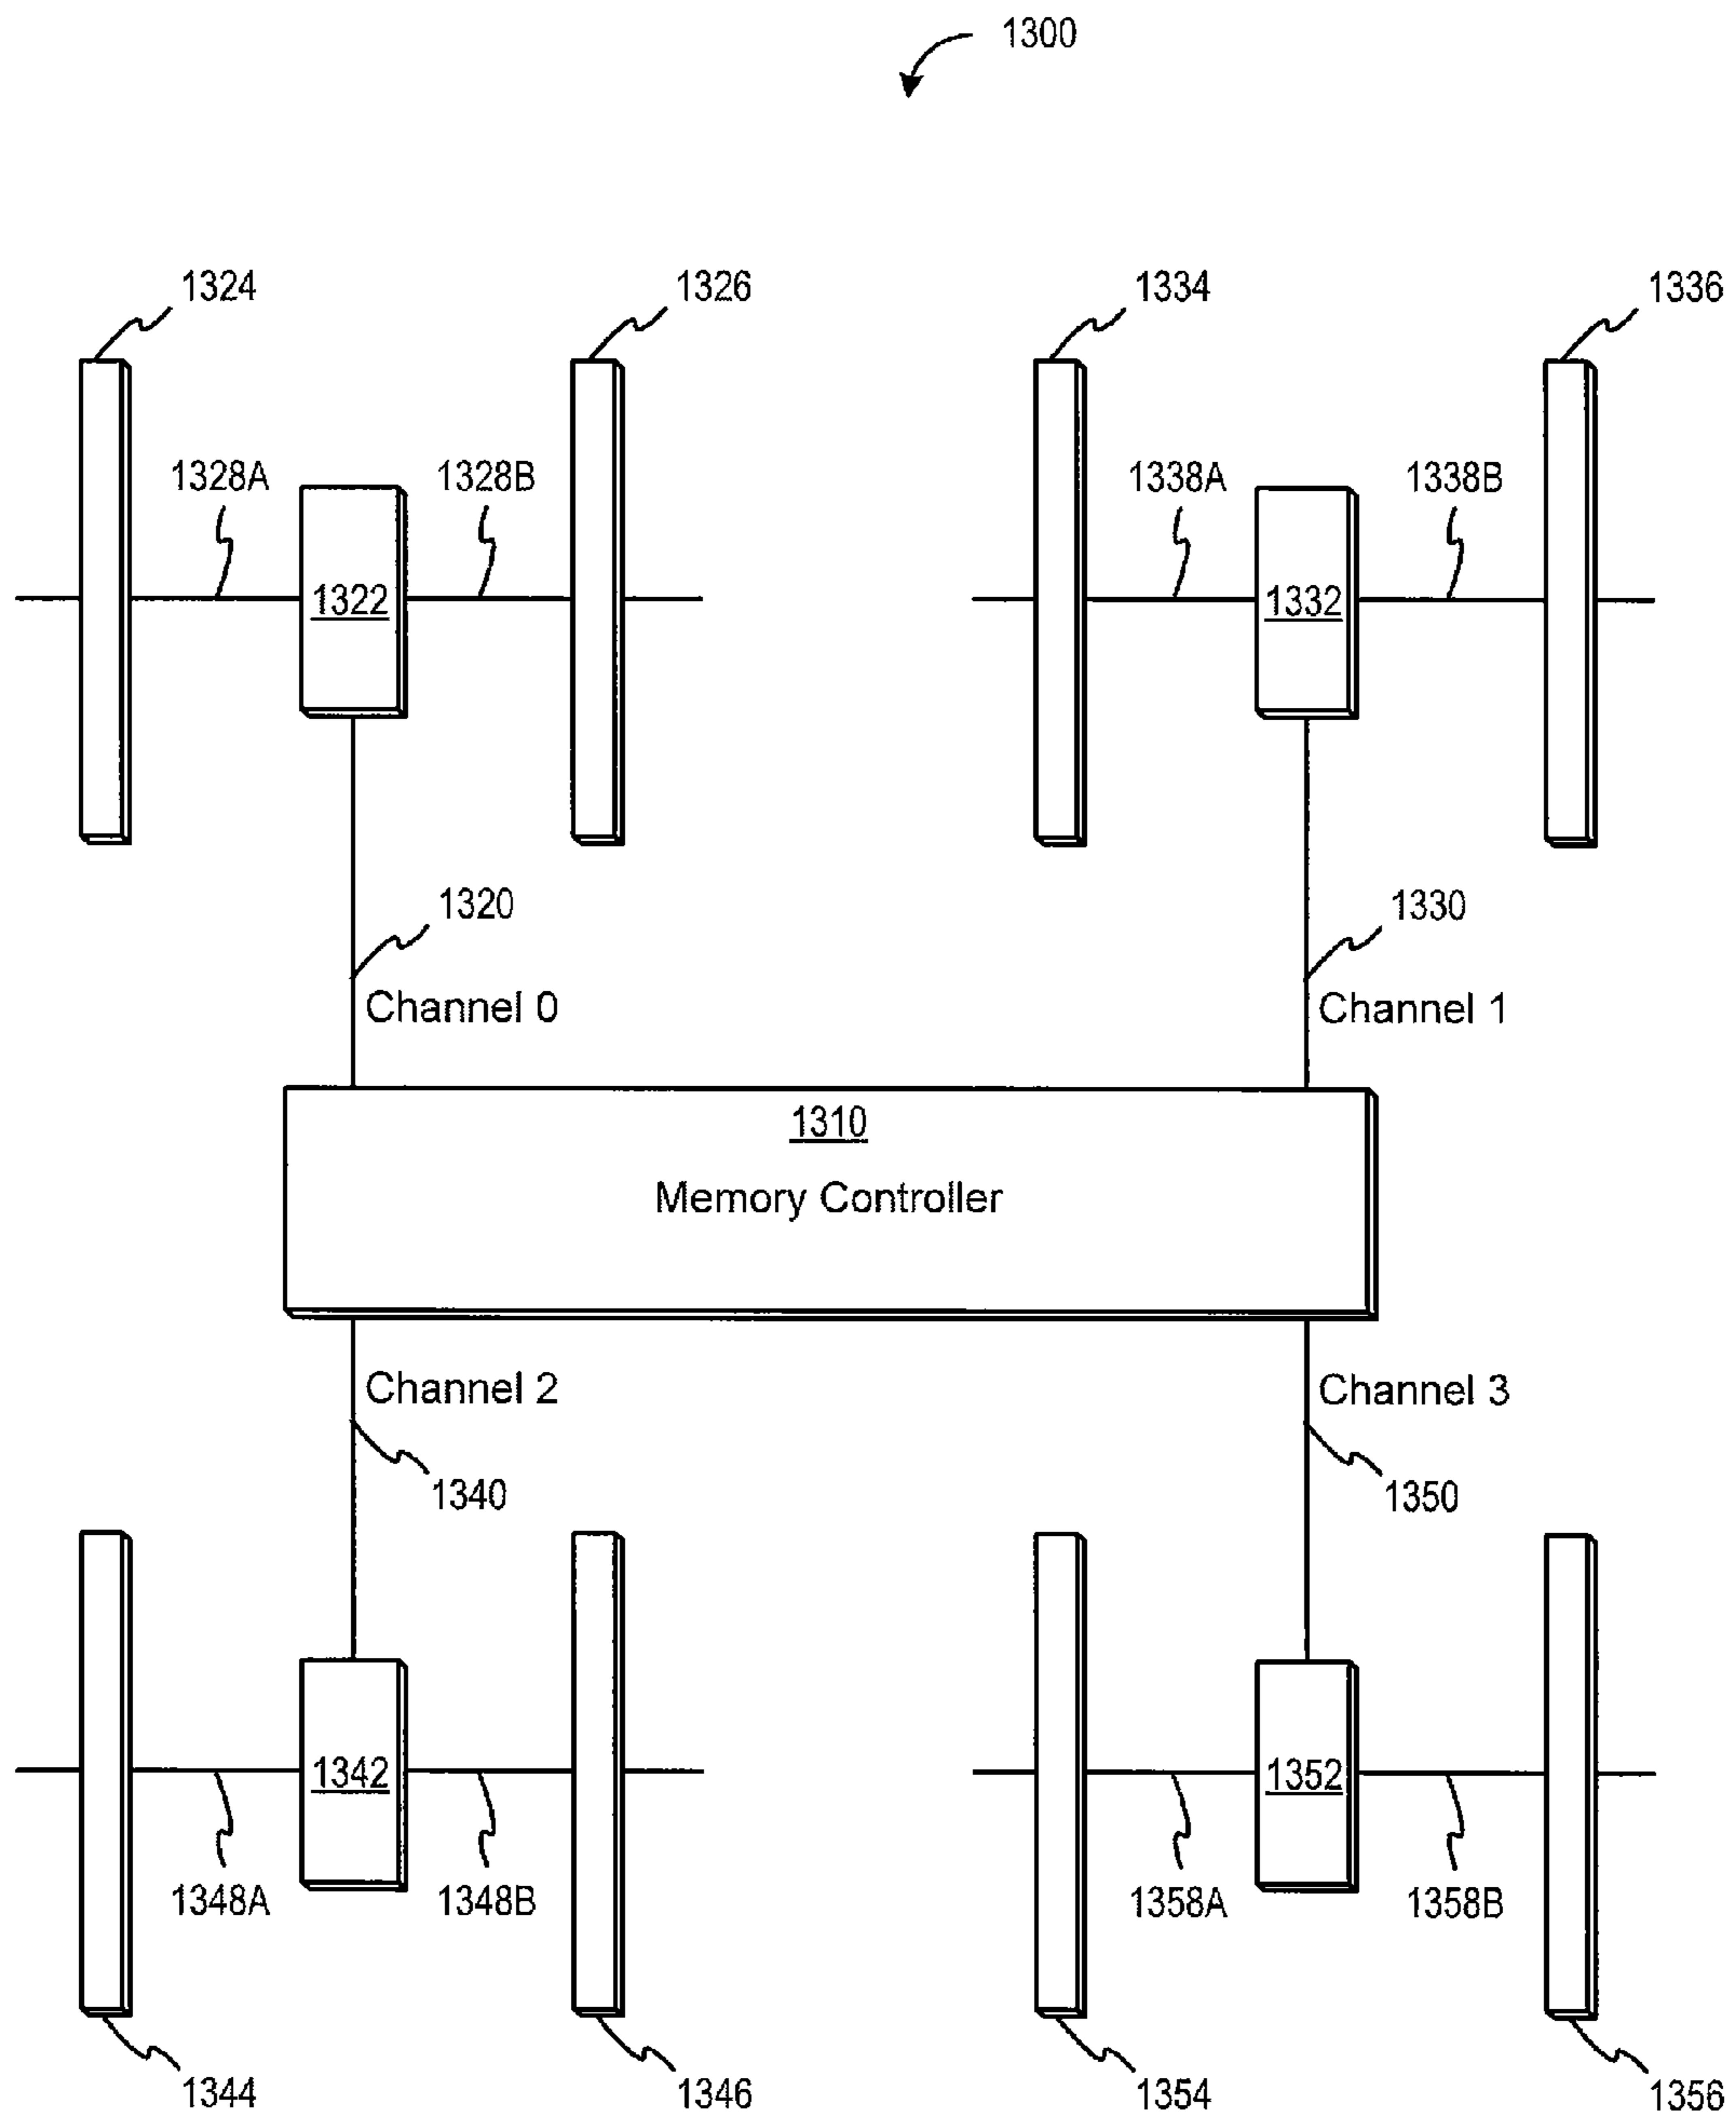 1300
1324
1326
1334
1336
1328A
1328B
1338A
1338B
1322
1332
1320
1330
Channel 0
Channel 1
1310
Memory Controller
Channel 2
Channel 3
1340
1350
1342
1352
1348A
1348B
1358A
1358B
1344
1346
1354
1356